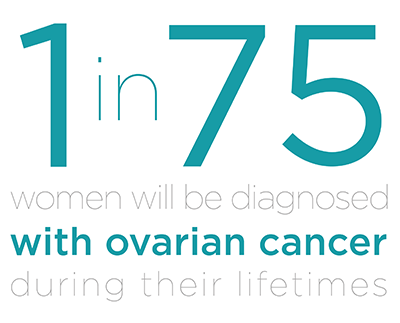 1 in 75
women will be diagnosed
with ovarian cancer
during their lifetimes